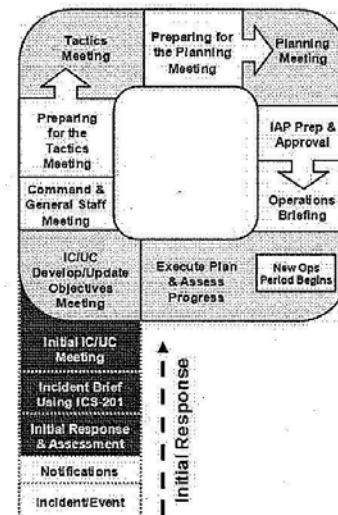 Tactics
Meeting
Preparing for
the Planning
Meeting
Planning
Meeting
Preparing
for the
Tactics
Meeting
IAP Prep &
Approval
Command &
General Staff
Meeting
Operations
Briefing
IC/UC
Develop/Update
Objectives
Meeting
Execute Plan
& Assess
Progress
New Ops
Period Begins
Initial IC/UC
Meeting
Incident Brief
Using ICS-201
Initial Response
& Assessment
Notifications
Incident/Event
Initial Response